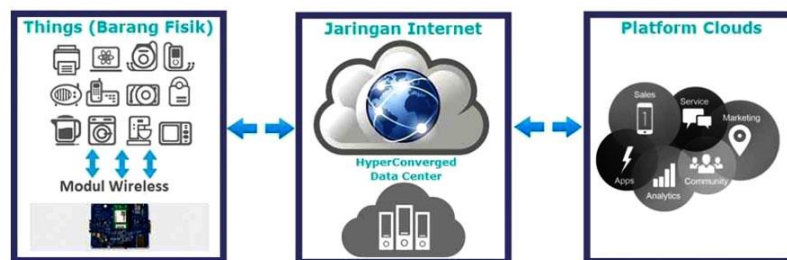 Things (Barang Fisik)
Modul Wireless
Jaringan Internet
HyperConverged
Data Center
Platform Clouds
Sales
Service
Marketing
Apps
Analytics
Community